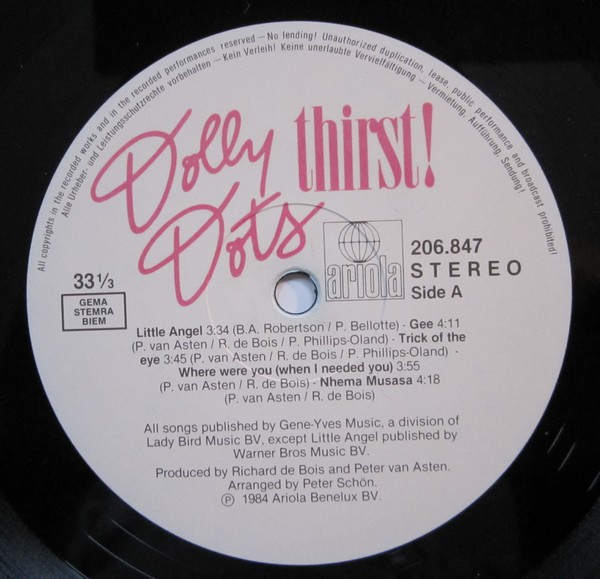 All copyrights in the recorded works and in the recorded performances reserved – No lending! Unauthorized duplication, lease, public performance and broadcast prohibited!
Alle Urheber- und Leistungsschutzrechte vorbehalten – Kein Verleih! Keine unerlaubte Vervielfältigung – Vermietung, Aufführung, Sendung!
Dolly thirst!
Dots
ariola
206.847
33 1/3
STEREO
GEMA
STEMRA
BIEM
Side A
Little Angel 3:34 (B.A. Robertson / P. Bellotte) - Gee 4:11
(P. van Asten / R. de Bois / P. Phillips-Oland) - Trick of the
eye 3:45 (P. van Asten / R. de Bois / P. Phillips-Oland) -
Where were you (when I needed you) 3:55
(P. van Asten / R. de Bois) - Nhema Musasa 4:18
(P. van Asten / R. de Bois)
All songs published by Gene-Yves Music, a division of
Lady Bird Music BV, except Little Angel published by
Warner Bros Music BV.
Produced by Richard de Bois and Peter van Asten.
Arranged by Peter Schön.
Ⓟ 1984 Ariola Benelux BV.